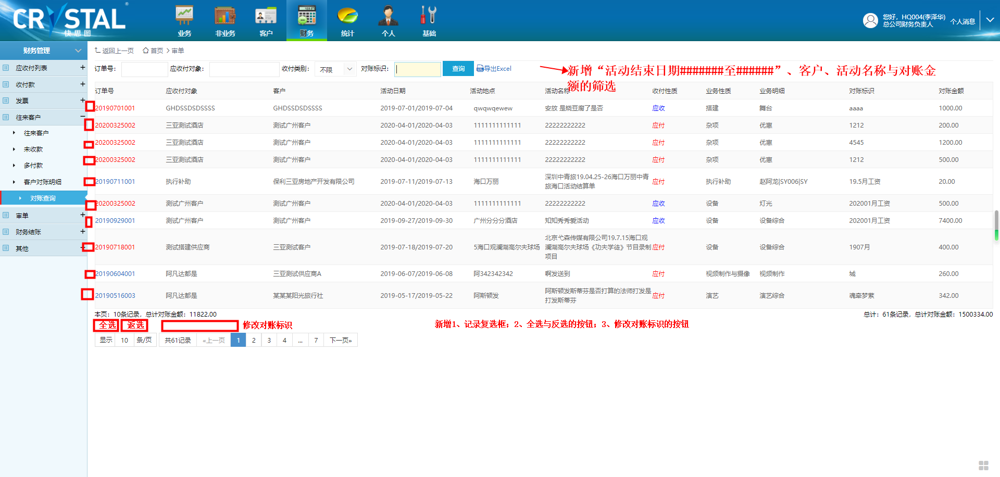 CRYSTAL
®
快思图
业务 非业务 客户 财务 统计 个人 基础
您好，HQ004(李泽华)
总公司财务负责人
个人消息
财务管理
应收付列表
收付款
发票
往来客户
往来客户
未收款
多付款
客户对账明细
对账查询
审单
财务结账
其他
返回上一页 首页 > 审单
订单号： 应收付对象： 收付类别： 不限 对账标识： 查询 导出Excel
新增“活动结束日期#######至######”、客户、活动名称与对账金
额的筛选
订单号 应收付对象 客户 活动日期 活动地点 活动名称 收付性质 业务性质 业务明细 对账标识 对账金额
20190701001 GHDSSDSDSSSS GHDSSDSDSSSS 2019-07-01/2019-07-04 qwqwqewew 安放 是烧豆腐了是否 应收 搭建 舞台 aaaa 1000.00
20200325002 三亚测试酒店 测试广州客户 2020-04-01/2020-04-03 1111111111111 22222222222 应付 杂项 优惠 1212 200.00
20200325002 三亚测试酒店 测试广州客户 2020-04-01/2020-04-03 1111111111111 22222222222 应付 杂项 优惠 4545 1200.00
20200325002 三亚测试酒店 测试广州客户 2020-04-01/2020-04-03 1111111111111 22222222222 应付 杂项 优惠 1212 500.00
20190711001 执行补助 保利三亚房地产开发有限公司 2019-07-11/2019-07-13 海口万丽 深圳中青旅19.04.25-26海口万丽中青
旅海口活动结算单 应付 执行补助 赵阿龙|SY006|SY 19.5月工资 20.00
20200325002 测试广州客户 测试广州客户 2020-04-01/2020-04-03 1111111111111 22222222222 应收 设备 灯光 202001月工资 500.00
20190929001 测试广州客户 测试广州客户 2019-09-27/2019-09-30 广州分分分酒店 知知秀秀爱活动 应收 设备 设备综合 202001月工资 7400.00
20190718001 测试搭建供应商 三亚测试客户 2019-07-18/2019-07-20 5海口观澜湖高尔夫球场 北京弋森传媒有限公司19.7.15海口观
澜湖高尔夫球场《功夫学徒》节目录制
项目 应付 设备 设备综合 1907月 400.00
20190604001 阿凡达都是 三亚测试供应商A 2019-06-07/2019-06-08 阿342342342 啊发送到 应付 视频制作与摄像 视频制作 城 260.00
20190516003 阿凡达都是 某某某阳光旅行社 2019-05-17/2019-05-22 阿斯顿发 阿斯顿发斯蒂芬是否打算的法师打发是
打发斯蒂芬 应付 演艺 演艺综合 魂牵梦萦 342.00
本页：10条记录，总计对账金额：11822.00
总计：61条记录，总计对账金额：1500334.00
全选 返选 修改对账标识
新增1、记录复选框；2、全选与反选的按钮；3、修改对账标识的按钮
显示 10 条/页 共61记录 «上一页 1 2 3 4 ... 7 下一页»